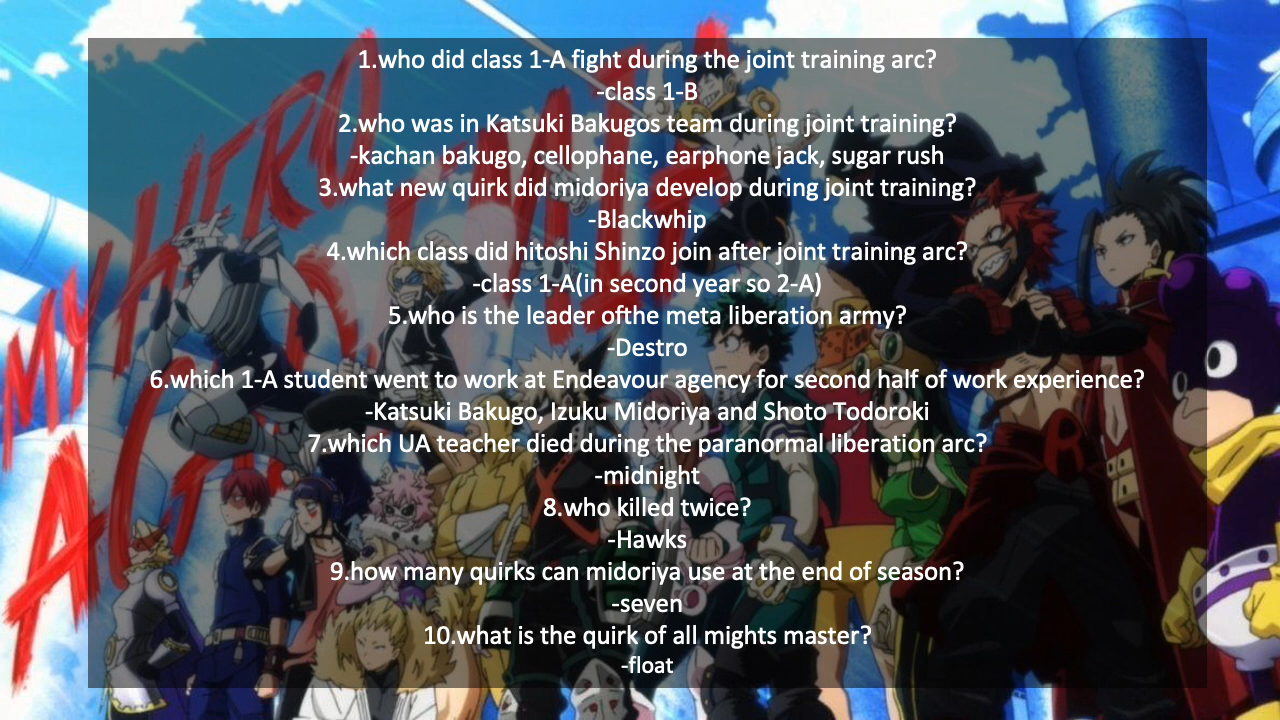 MY HERO ACA
1.who did class 1-A fight during the joint training arc?
-class 1-B
2.who was in Katsuki Bakugos team during joint training?
-kachan bakugo, cellophane, earphone jack, sugar rush
3.what new quirk did midoriya develop during joint training?
-Blackwhip
4.which class did hitoshi Shinzo join after joint training arc?
-class 1-A(in second year so 2-A)
5.who is the leader ofthe meta liberation army?
-Destro
6.which 1-A student went to work at Endeavour agency for second half of work experience?
-Katsuki Bakugo, Izuku Midoriya and Shoto Todoroki
7.which UA teacher died during the paranormal liberation arc?
-midnight
8.who killed twice?
-Hawks
9.how many quirks can midoriya use at the end of season?
-seven
10.what is the quirk of all mights master?
-float